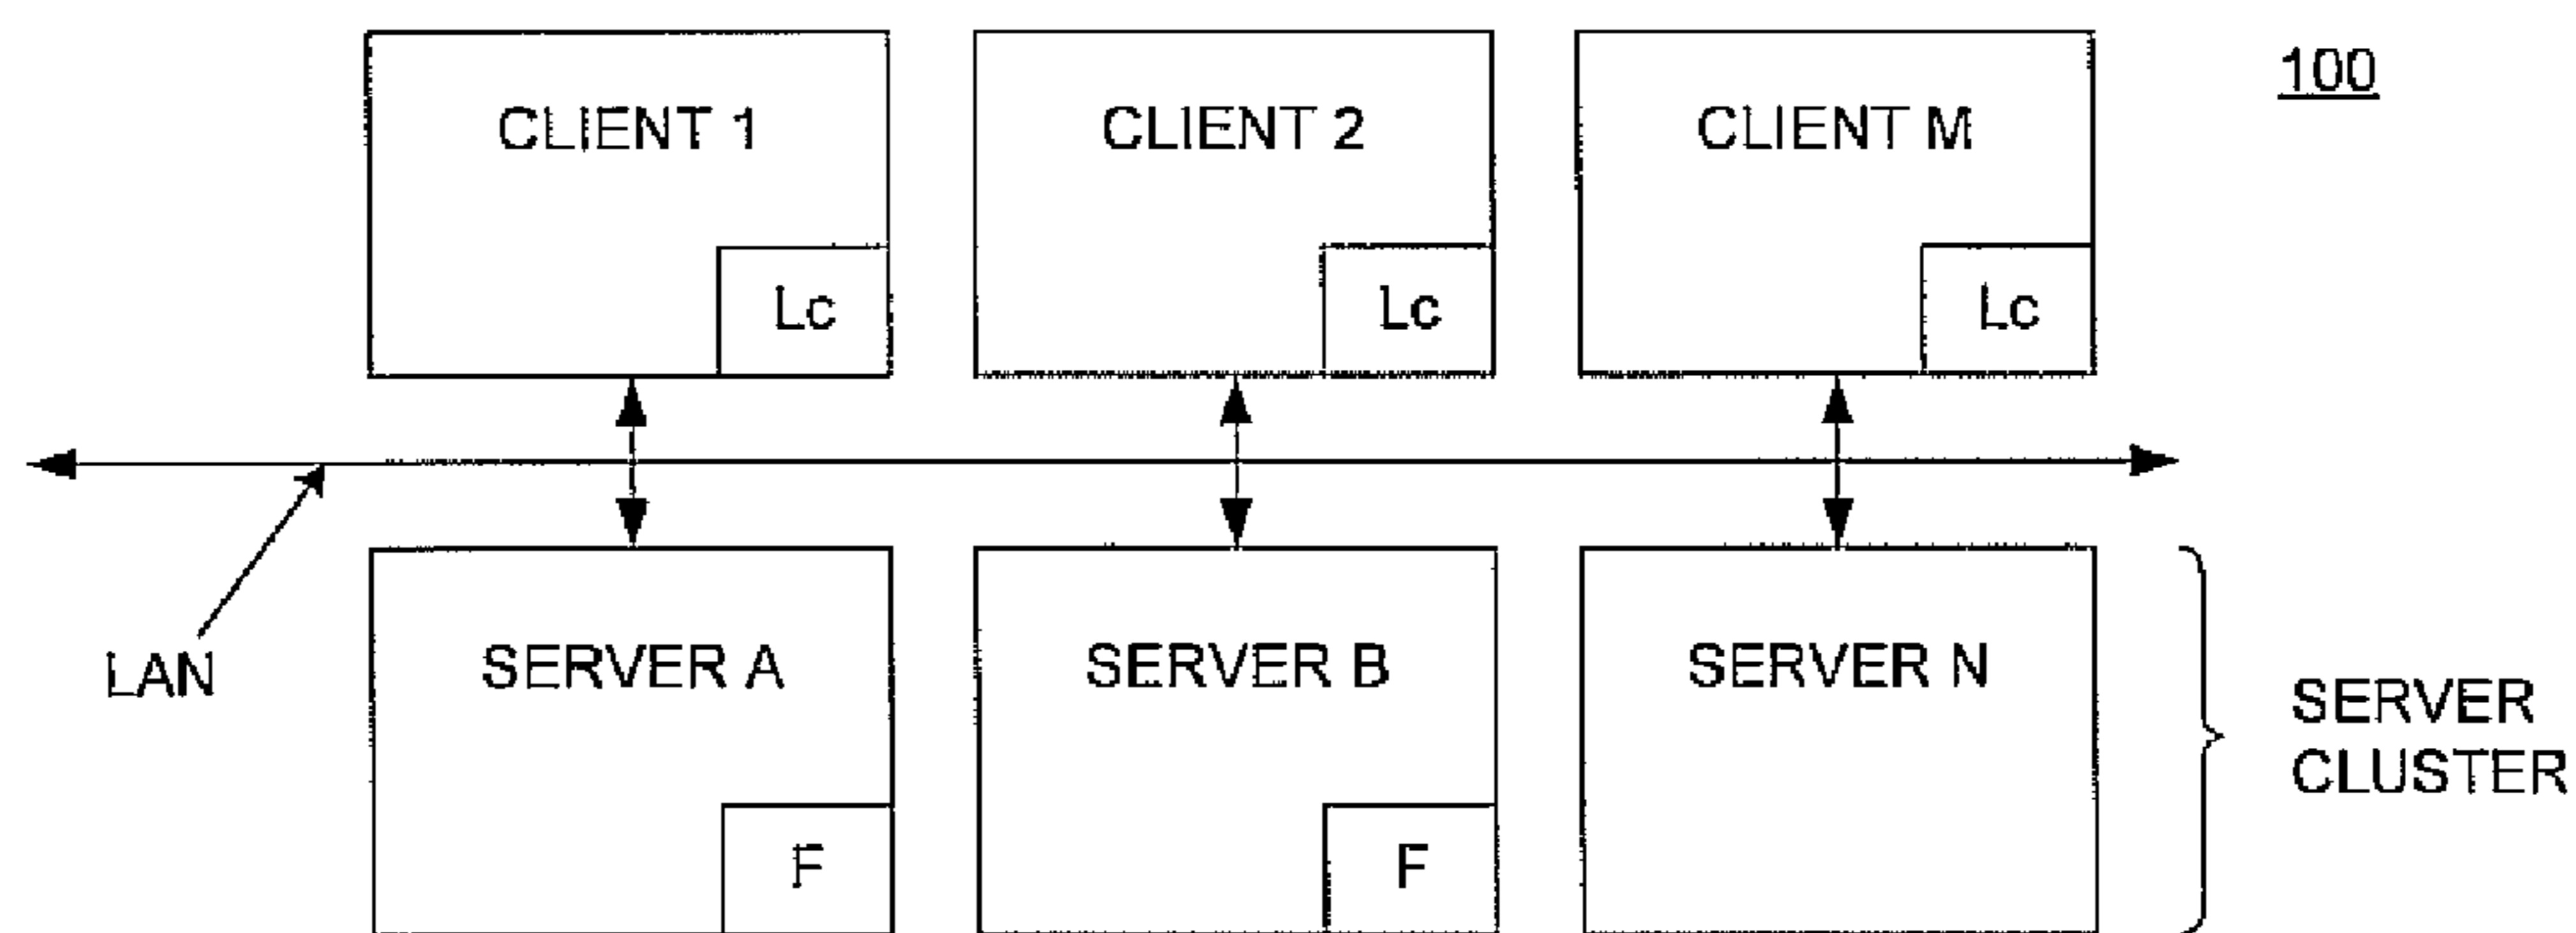 100
CLIENT 1
CLIENT 2
CLIENT M
Lc
Lc
Lc
LAN
SERVER A
SERVER B
SERVER N
SERVER
CLUSTER
F
F